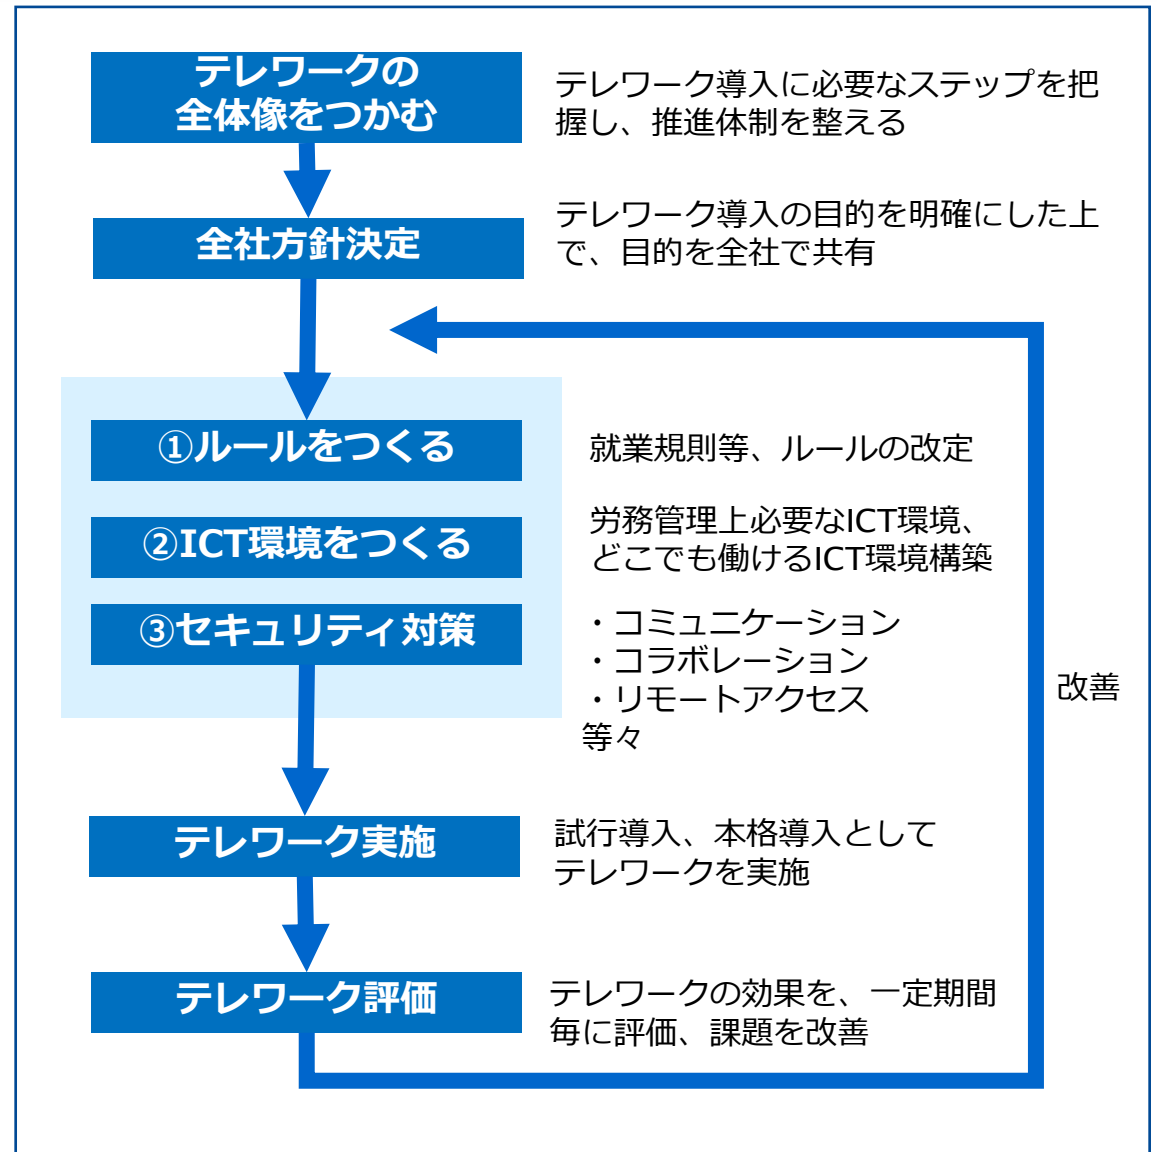 テレワークの
全体像をつかむ
テレワーク導入に必要なステップを把
握し、推進体制を整える
全社方針決定
テレワーク導入の目的を明確にした上
で、目的を全社で共有
①ルールをつくる
就業規則等、ルールの改定
②ICT環境をつくる
労務管理上必要なICT環境、
どこでも働けるICT環境構築
③セキュリティ対策
・コミュニケーション
・コラボレーション
・リモートアクセス
等々
改善
テレワーク実施
試行導入、本格導入として
テレワークを実施
テレワーク評価
テレワークの効果を、一定期間
毎に評価、課題を改善